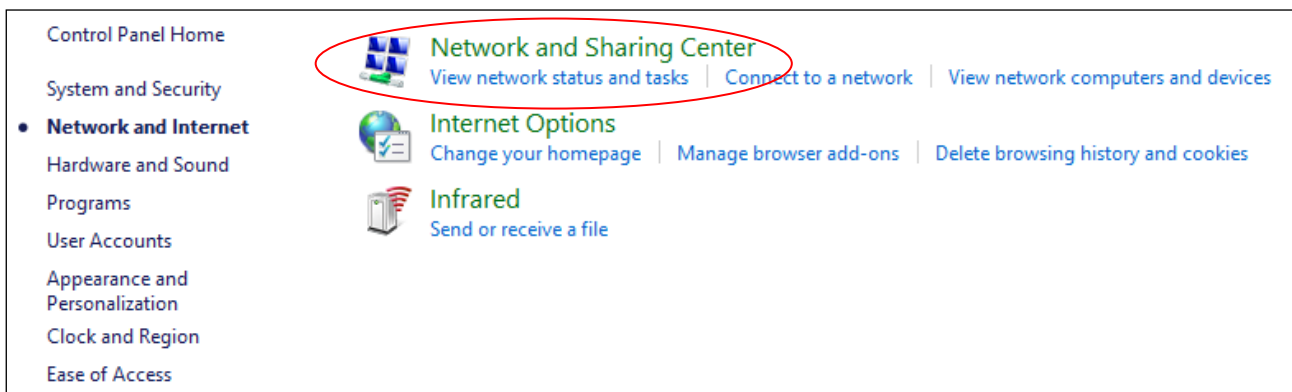 Control Panel Home
System and Security
Network and Internet
Hardware and Sound
Programs
User Accounts
Appearance and
Personalization
Clock and Region
Ease of Access
Network and Sharing Center
View network status and tasks Connect to a network View network computers and devices
Internet Options
Change your homepage Manage browser add-ons Delete browsing history and cookies
Infrared
Send or receive a file